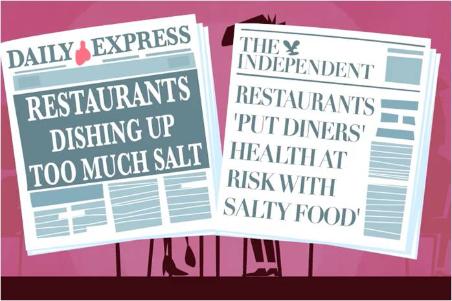 DAILY EXPRESS
RESTAURANTS
DISHING UP
TOO MUCH SALT
THE
INDEPENDENT
RESTAURANTS
'PUT DINERS'
HEALTH AT
RISK WITH
SALTY FOOD'